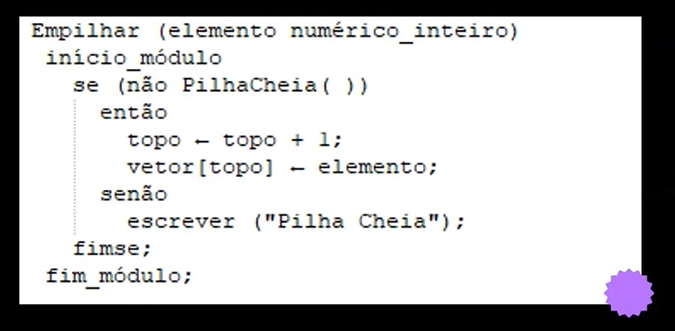 Empilhar (elemento numérico_inteiro)
início_módulo
se (não PilhaCheia( ))
então
topo ← topo + 1;
vetor[topo] ← elemento;
senão
escrever ("Pilha Cheia");
fimse;
fim_módulo;